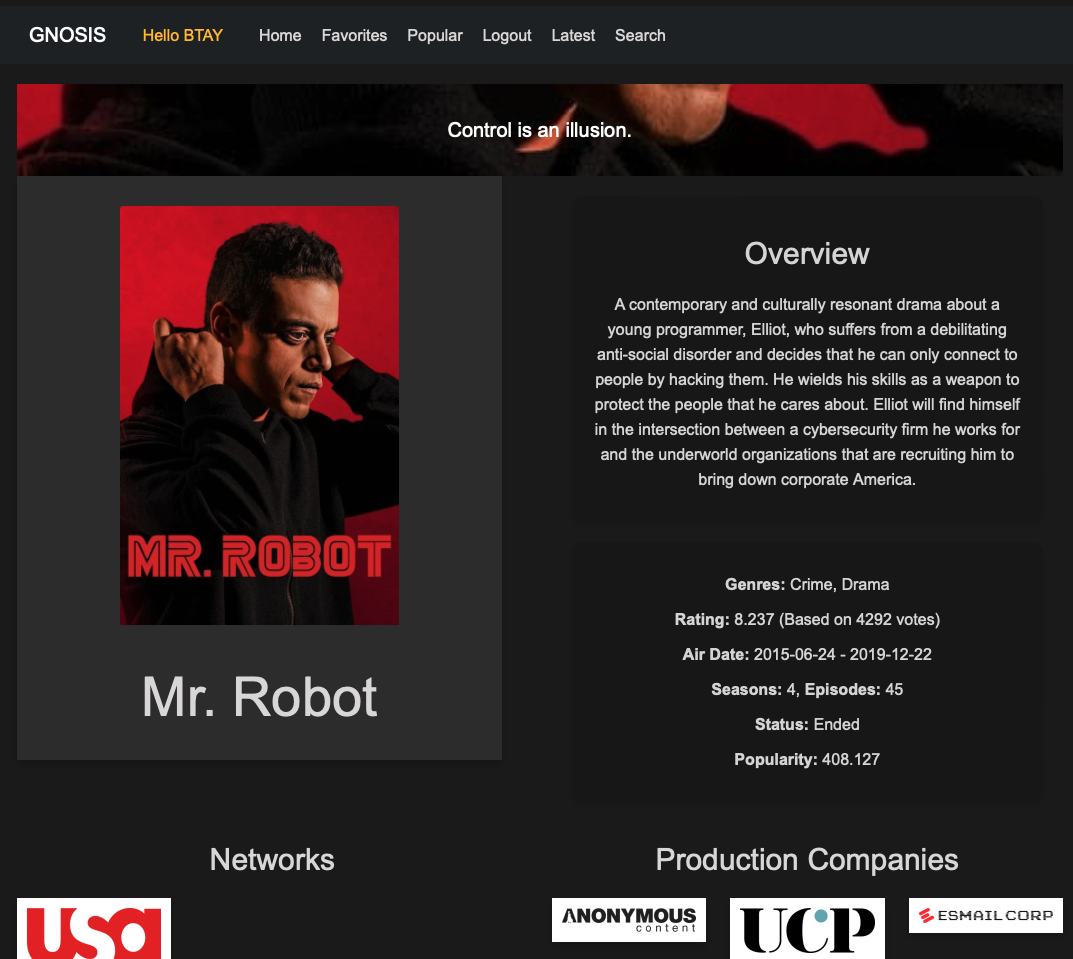 GNOSIS Hello BTAY Home Favorites Popular Logout Latest Search
Control is an illusion.
MR. ROBOT
Mr. Robot
Overview
A contemporary and culturally resonant drama about a
young programmer, Elliot, who suffers from a debilitating
anti-social disorder and decides that he can only connect to
people by hacking them. He wields his skills as a weapon to
protect the people that he cares about. Elliot will find himself
in the intersection between a cybersecurity firm he works for
and the underworld organizations that are recruiting him to
bring down corporate America.
Genres: Crime, Drama
Rating: 8.237 (Based on 4292 votes)
Air Date: 2015-06-24 - 2019-12-22
Seasons: 4, Episodes: 45
Status: Ended
Popularity: 408.127
Networks
usa
Production Companies
ANONYMOUS
content
UCP
ESMAIL CORP